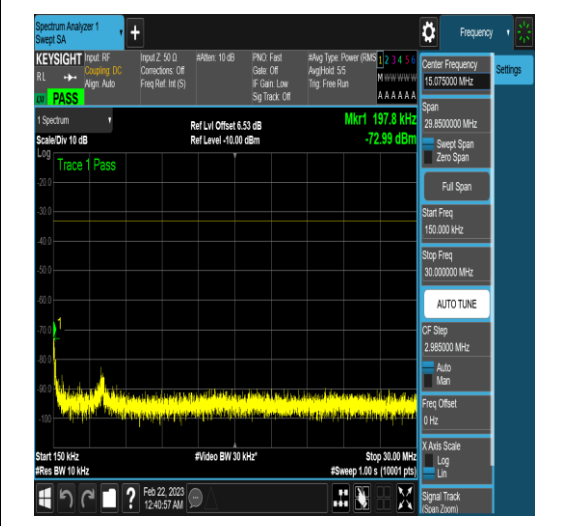 Spectrum Analyzer 1
Swept SA
Frequency
KEYSIGHT
RL
Input: RF
Coupling: DC
Align: Auto
Input Z: 50 Ω
Corrections: Off
Freq Ref: Int (S)
#Atten: 10 dB
PNO: Fast
Gate: Off
IF Gain: Low
Sig Track: Off
#Avg Type: Power (RMS
Avg|Hold: 5/5
Trig: Free Run
1 2 3 4 5 6
M W W W W W
A A A A A A
PASS
1 Spectrum
Scale/Div 10 dB
Ref Lvl Offset 6.53 dB
Ref Level -10.00 dBm
Mkr1 197.8 kHz
-72.99 dBm
Log
Trace 1 Pass
-20.0
-30.0
-40.0
-50.0
-60.0
-70.0
-80.0
-90.0
-100
1
Start 150 kHz
#Res BW 10 kHz
#Video BW 30 kHz*
Stop 30.00 MHz
#Sweep 1.00 s (10001 pts)
Feb 22, 2023
12:40:57 AM
Center Frequency
15.075000 MHz
Span
29.8500000 MHz
Swept Span
Zero Span
Full Span
Start Freq
150.000 kHz
Stop Freq
30.000000 MHz
AUTO TUNE
CF Step
2.985000 MHz
Auto
Man
Freq Offset
0 Hz
X Axis Scale
Log
Lin
Signal Track
(Span Zoom)
Settings